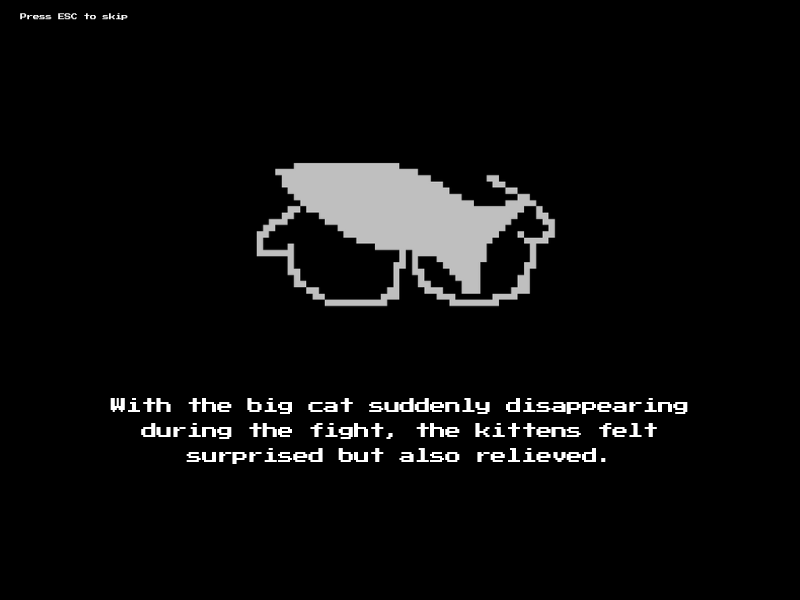 Press ESC to skip
With the big cat suddenly disappearing
during the fight, the kittens felt
surprised but also relieved.